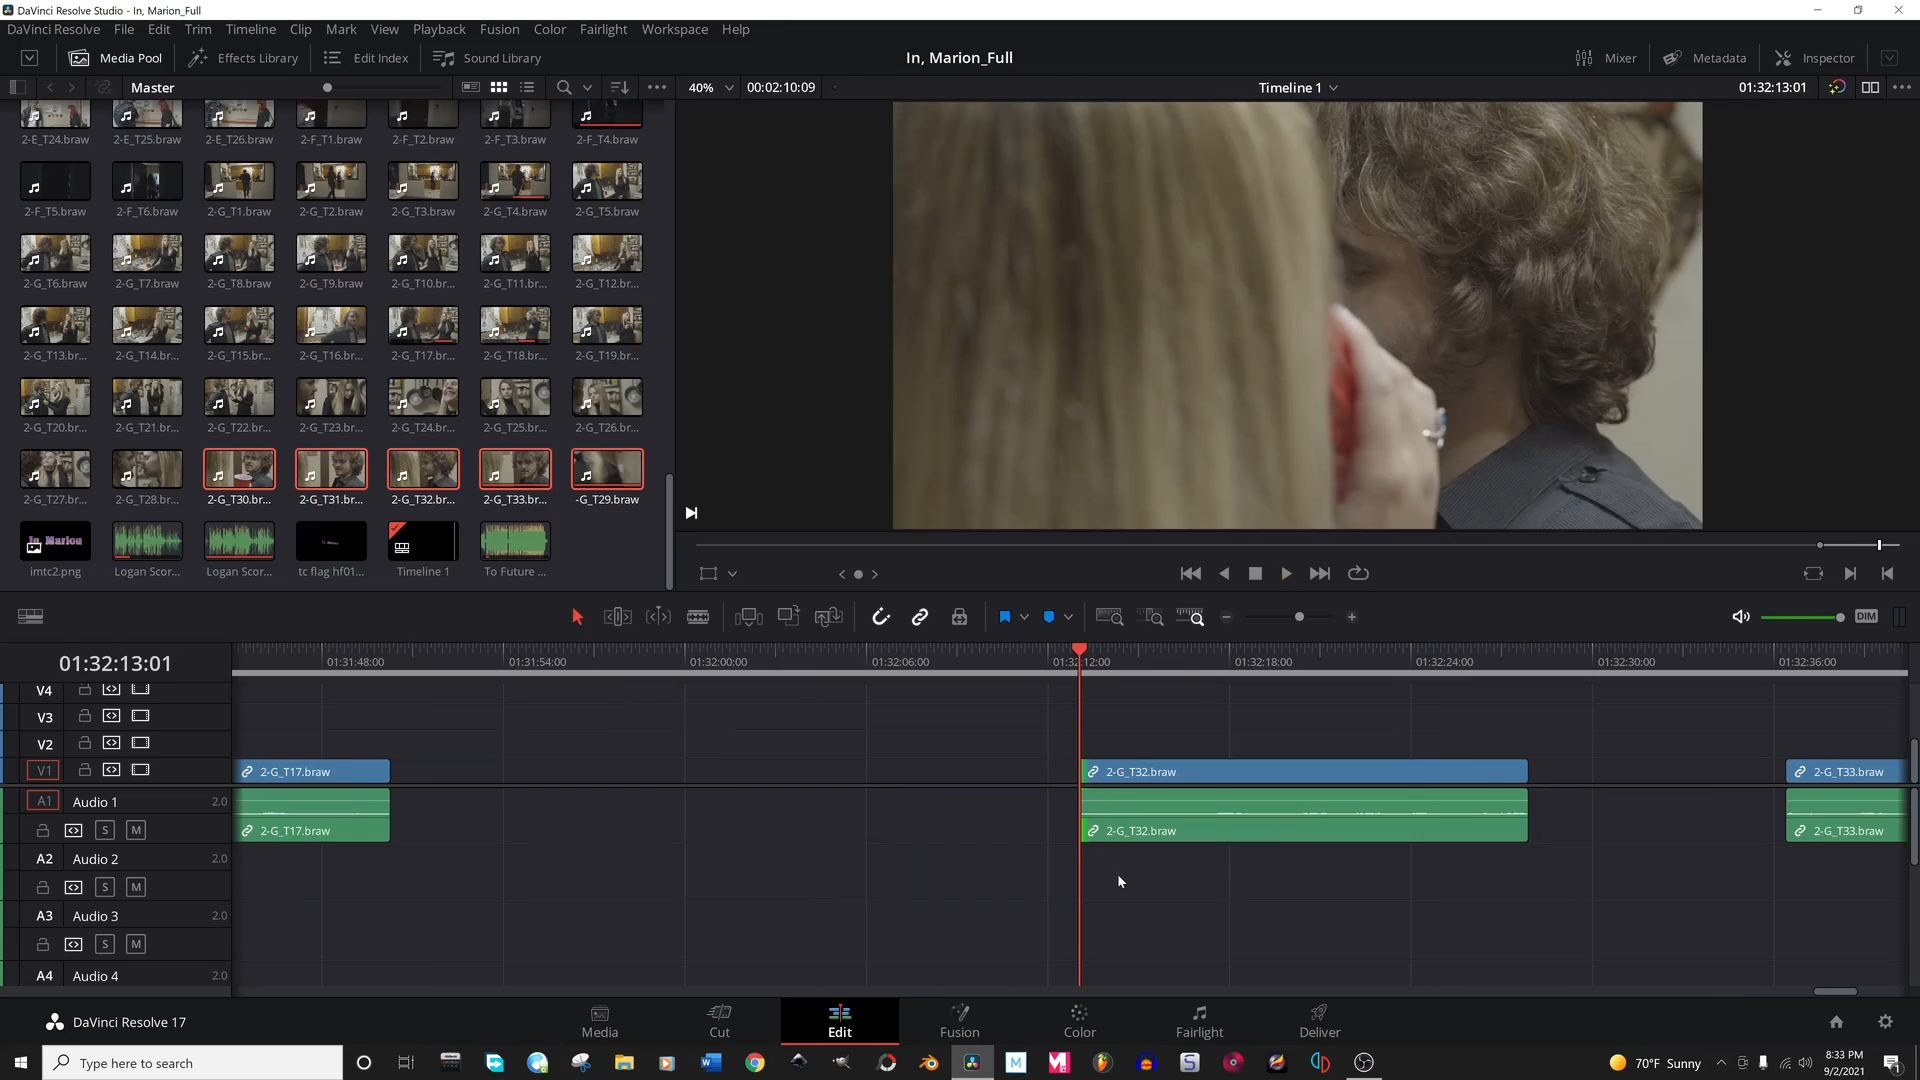 DaVinci Resolve Studio - In, Marion_Full
DaVinci Resolve File Edit Trim Timeline Clip Mark View Playback Fusion Color Fairlight Workspace Help
Media Pool Effects Library Edit Index Sound Library In, Marion_Full Mixer Metadata Inspector
Master 40% 00:02:10:09 Timeline 1 01:32:13:01
2-E_T24.braw 2-E_T25.braw 2-E_T26.braw 2-F_T1.braw 2-F_T2.braw 2-F_T3.braw 2-F_T4.braw
2-F_T5.braw 2-F_T6.braw 2-G_T1.braw 2-G_T2.braw 2-G_T3.braw 2-G_T4.braw 2-G_T5.braw
2-G_T6.braw 2-G_T7.braw 2-G_T8.braw 2-G_T9.braw 2-G_T10.br... 2-G_T11.br... 2-G_T12.br...
2-G_T13.br... 2-G_T14.br... 2-G_T15.br... 2-G_T16.br... 2-G_T17.br... 2-G_T18.br... 2-G_T19.br...
2-G_T20.br... 2-G_T21.br... 2-G_T22.br... 2-G_T23.br... 2-G_T24.br... 2-G_T25.br... 2-G_T26.br...
2-G_T27.br... 2-G_T28.br... 2-G_T30.br... 2-G_T31.br... 2-G_T32.br... 2-G_T33.br... -G_T29.braw
In, Marion
imtc2.png Logan Scor... Logan Scor... tc flag hf01... Timeline 1 To Future ...
DIM
01:32:13:01 01:31:48:00 01:31:54:00 01:32:00:00 01:32:06:00 01:32:12:00 01:32:18:00 01:32:24:00 01:32:30:00 01:32:36:00
V4
V3
V2
V1 2-G_T17.braw 2-G_T32.braw 2-G_T33.braw
A1 Audio 1 2.0
S M 2-G_T17.braw 2-G_T32.braw 2-G_T33.braw
A2 Audio 2 2.0
S M
A3 Audio 3 2.0
S M
A4 Audio 4 2.0
DaVinci Resolve 17 Media Cut Edit Fusion Color Fairlight Deliver
Type here to search 70°F Sunny 8:33 PM
9/2/2021